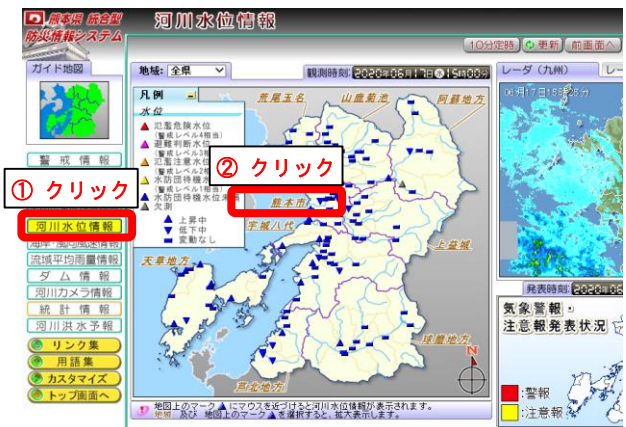 熊本県 統合型
防災情報システム
河川水位情報
10分定時
更新
前画面へ
ガイド地図
地域: 全県
観測時刻: 2020年06月17日 15時00分
レーダ (九州)
凡例
水位
氾濫危険水位
(警戒レベル4相当)
避難判断水位
(警戒レベル3相当)
氾濫注意水位
(警戒レベル2相当)
水防団待機水位
(警戒レベル1相当)
水防団待機水位未満
欠測
上昇中
低下中
変動なし
荒尾玉名
山鹿菊池
阿蘇地方
熊本市
宇城八代
上益城
天草地方
球磨地方
芦北地方
N
① クリック
② クリック
警戒情報
河川水位情報
海岸・風向風速情報
流域平均雨量情報
ダム情報
河川カメラ情報
統計情報
河川洪水予報
リンク集
用語集
カスタマイズ
トップ画面へ
発表時刻: 2020年06
気象警報・
注意報発表状況
:警報
:注意報
地図上のマーク▲にマウスを近づけると河川水位情報が表示されます。
地域 及び 地図上のマーク▲を選択すると、拡大表示します。